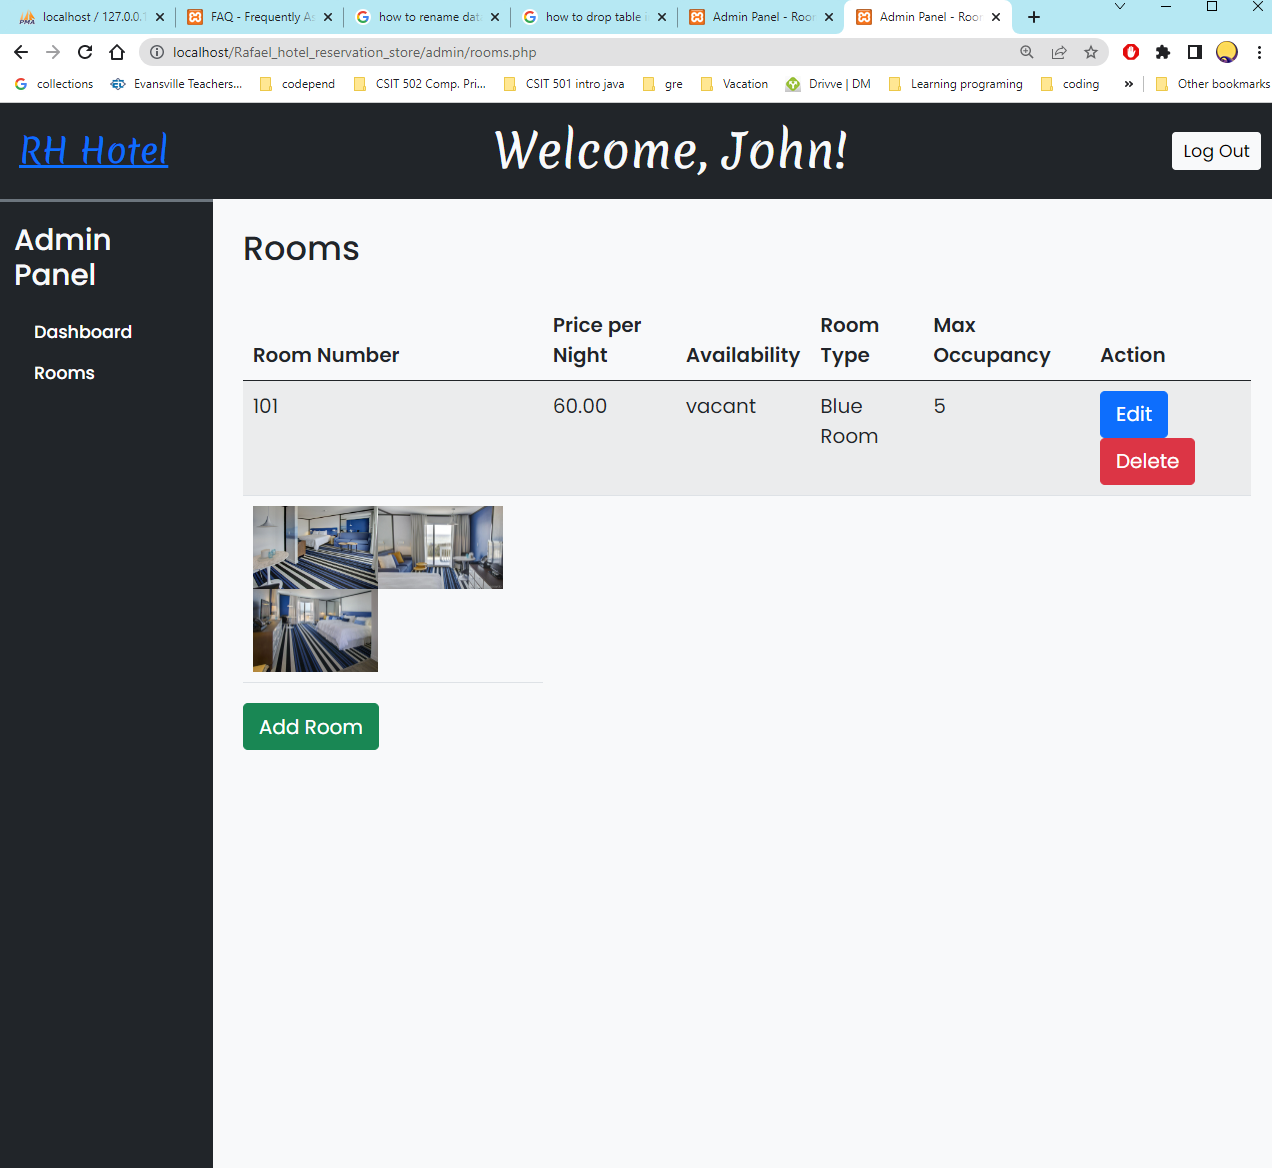 localhost / 127.0.0.1
FAQ - Frequently As
how to rename data
how to drop table i
Admin Panel - Roo
Admin Panel - Roo
localhost/Rafael_hotel_reservation_store/admin/rooms.php
collections
Evansville Teachers...
codepend
CSIT 502 Comp. Pri...
CSIT 501 intro java
gre
Vacation
Drivve | DM
Learning programing
coding
»
Other bookmarks
RH Hotel
Welcome, John!
Log Out
Admin
Panel
Dashboard
Rooms
Rooms
Room Number
Price per
Night
Availability
Room
Type
Max
Occupancy
Action
101
60.00
vacant
Blue
Room
5
Edit
Delete
Add Room